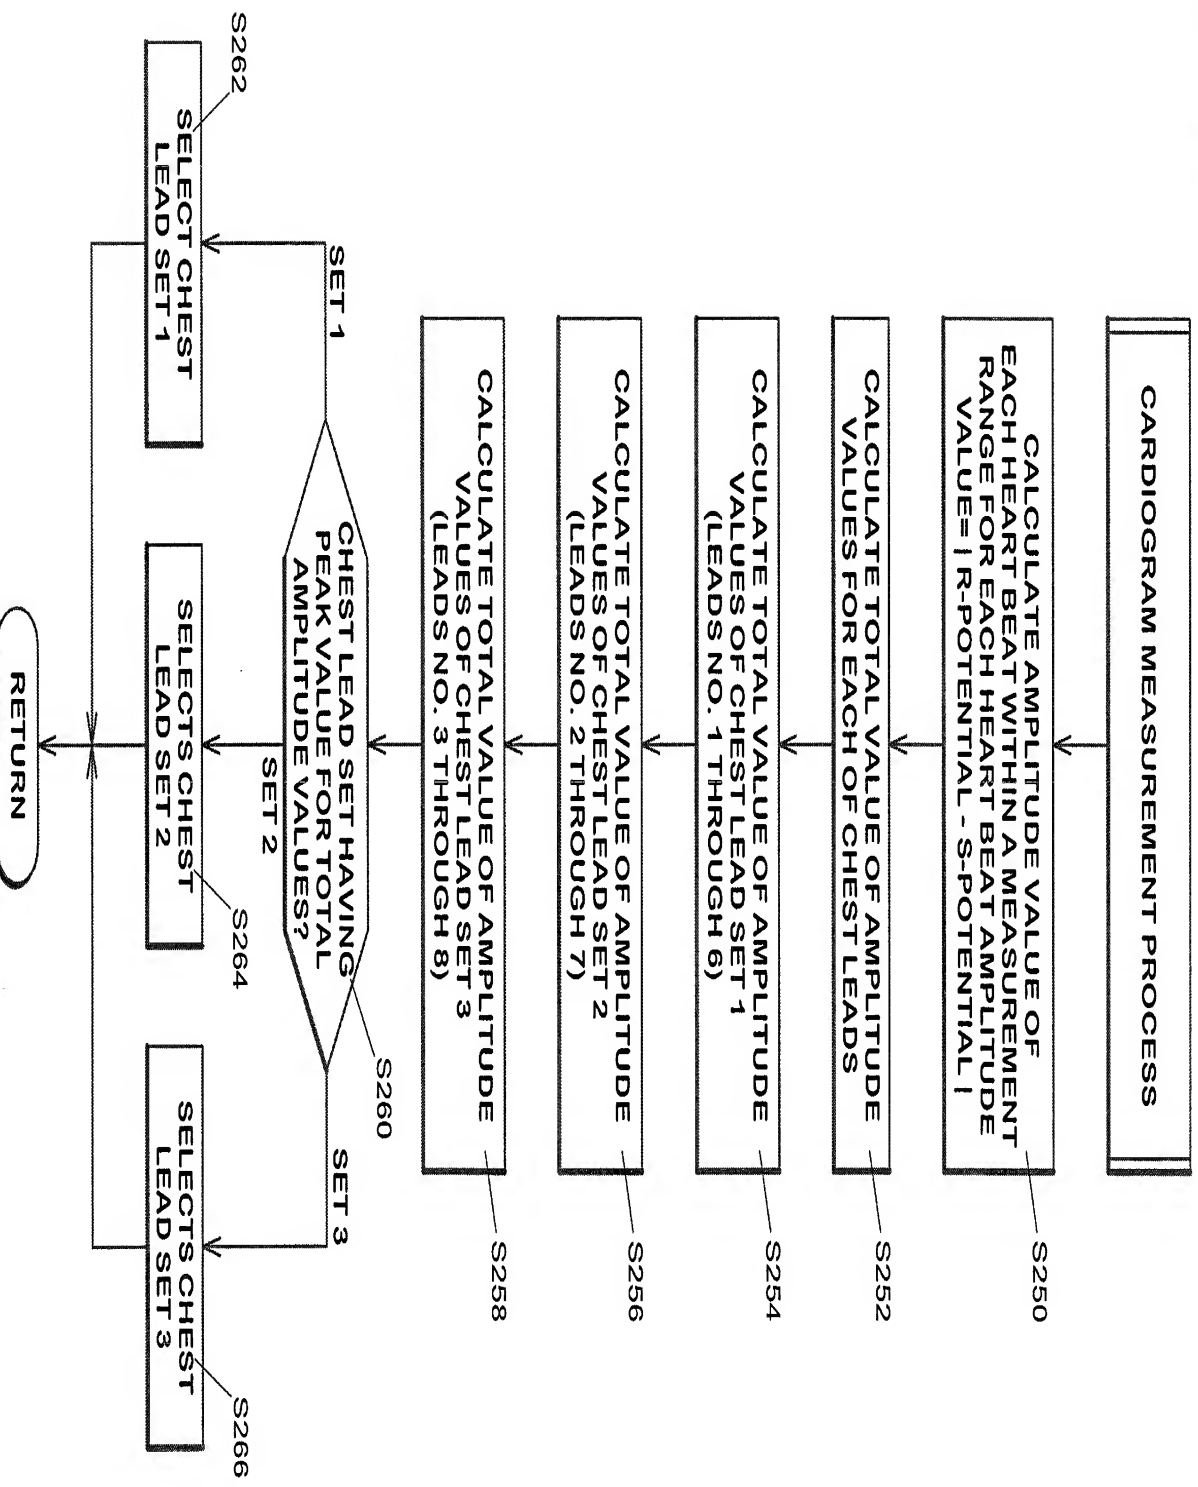 CARDIOGRAM MEASUREMENT PROCESS
CALCULATE AMPLITUDE VALUE OF
EACH HEART BEAT WITHIN A MEASUREMENT
RANGE FOR EACH HEART BEAT AMPLITUDE
VALUE= | R-POTENTIAL - S-POTENTIAL |
S250
CALCULATE TOTAL VALUE OF AMPLITUDE
VALUES FOR EACH OF CHEST LEADS
S252
CALCULATE TOTAL VALUE OF AMPLITUDE
VALUES OF CHEST LEAD SET 1
(LEADS NO. 1 THROUGH 6)
S254
CALCULATE TOTAL VALUE OF AMPLITUDE
VALUES OF CHEST LEAD SET 2
(LEADS NO. 2 THROUGH 7)
S256
CALCULATE TOTAL VALUE OF AMPLITUDE
VALUES OF CHEST LEAD SET 3
(LEADS NO. 3 THROUGH 8)
S258
CHEST LEAD SET HAVING
PEAK VALUE FOR TOTAL
AMPLITUDE VALUES?
S260
SET 1
SET 2
SET 3
S262
SELECT CHEST
LEAD SET 1
SELECTS CHEST
LEAD SET 2
S264
SELECTS CHEST
LEAD SET 3
S266
RETURN